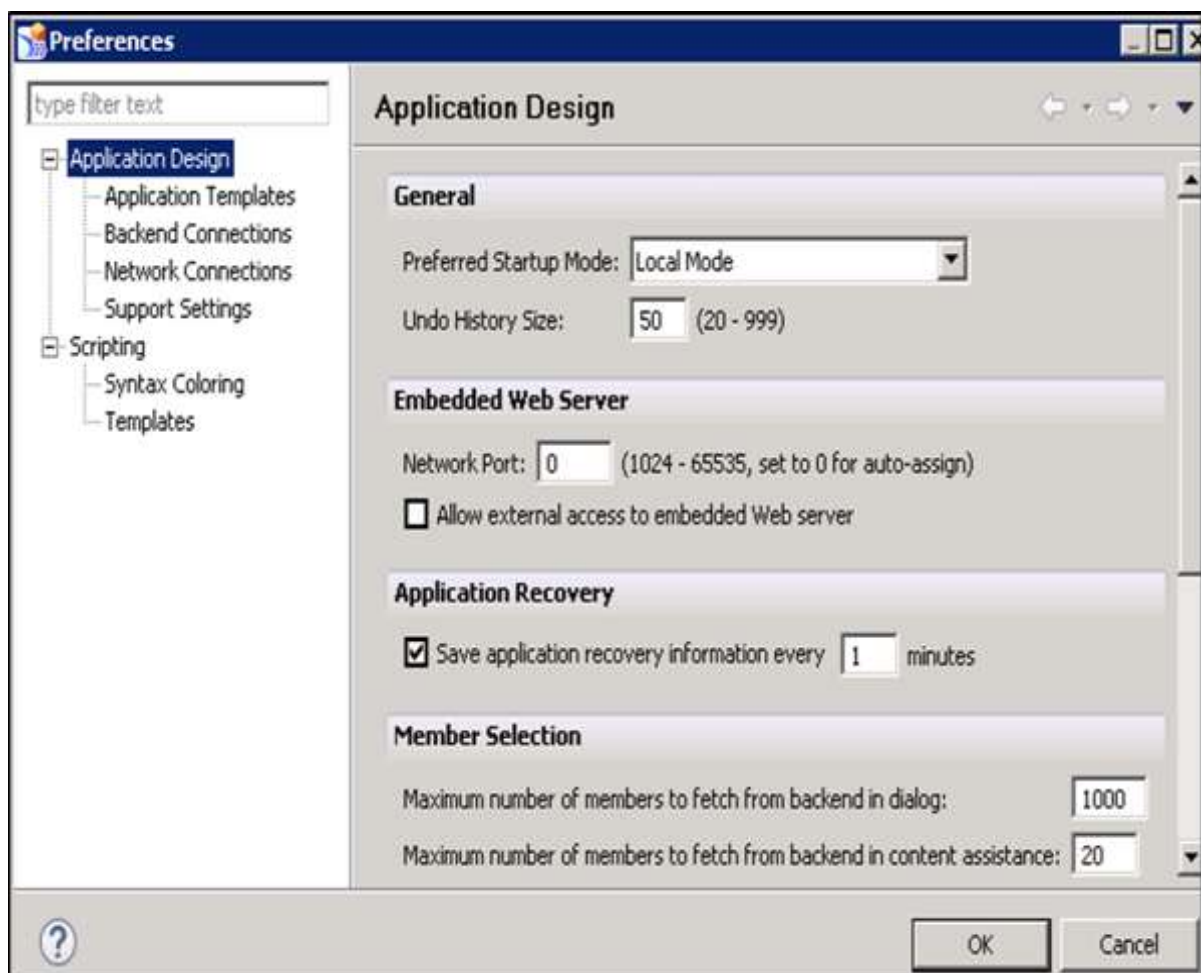 Preferences
type filter text
Application Design
Application Templates
Backend Connections
Network Connections
Support Settings
Scripting
Syntax Coloring
Templates
Application Design
General
Preferred Startup Mode: Local Mode
Undo History Size: 50 (20 - 999)
Embedded Web Server
Network Port: 0 (1024 - 65535, set to 0 for auto-assign)
Allow external access to embedded Web server
Application Recovery
Save application recovery information every 1 minutes
Member Selection
Maximum number of members to fetch from backend in dialog: 1000
Maximum number of members to fetch from backend in content assistance: 20
? OK Cancel